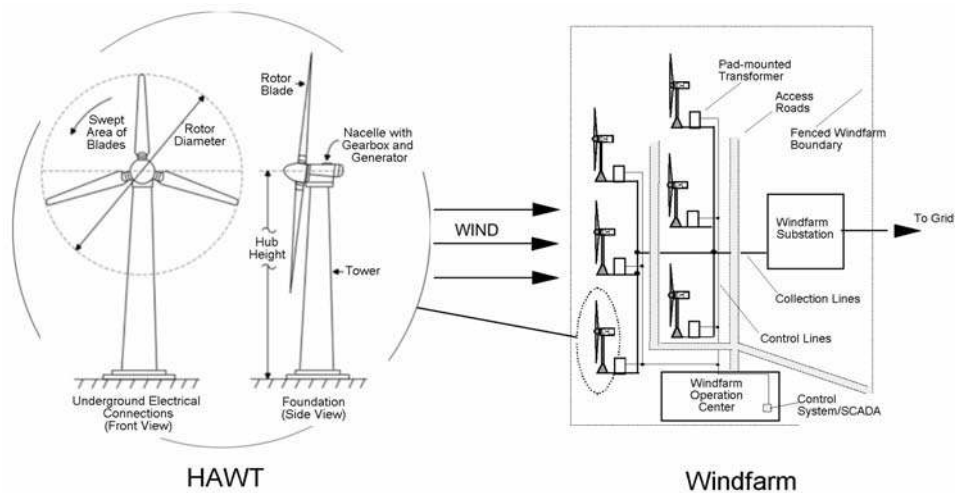 Swept
Area of
Blades
Rotor
Diameter
Rotor
Blade
Nacelle with
Gearbox and
Generator
Hub
Height
Tower
Underground Electrical
Connections
(Front View)
Foundation
(Side View)
HAWT
WIND
Pad-mounted
Transformer
Access
Roads
Fenced Windfarm
Boundary
Windfarm
Substation
To Grid
Collection Lines
Control Lines
Windfarm
Operation
Center
Control
System/SCADA
Windfarm